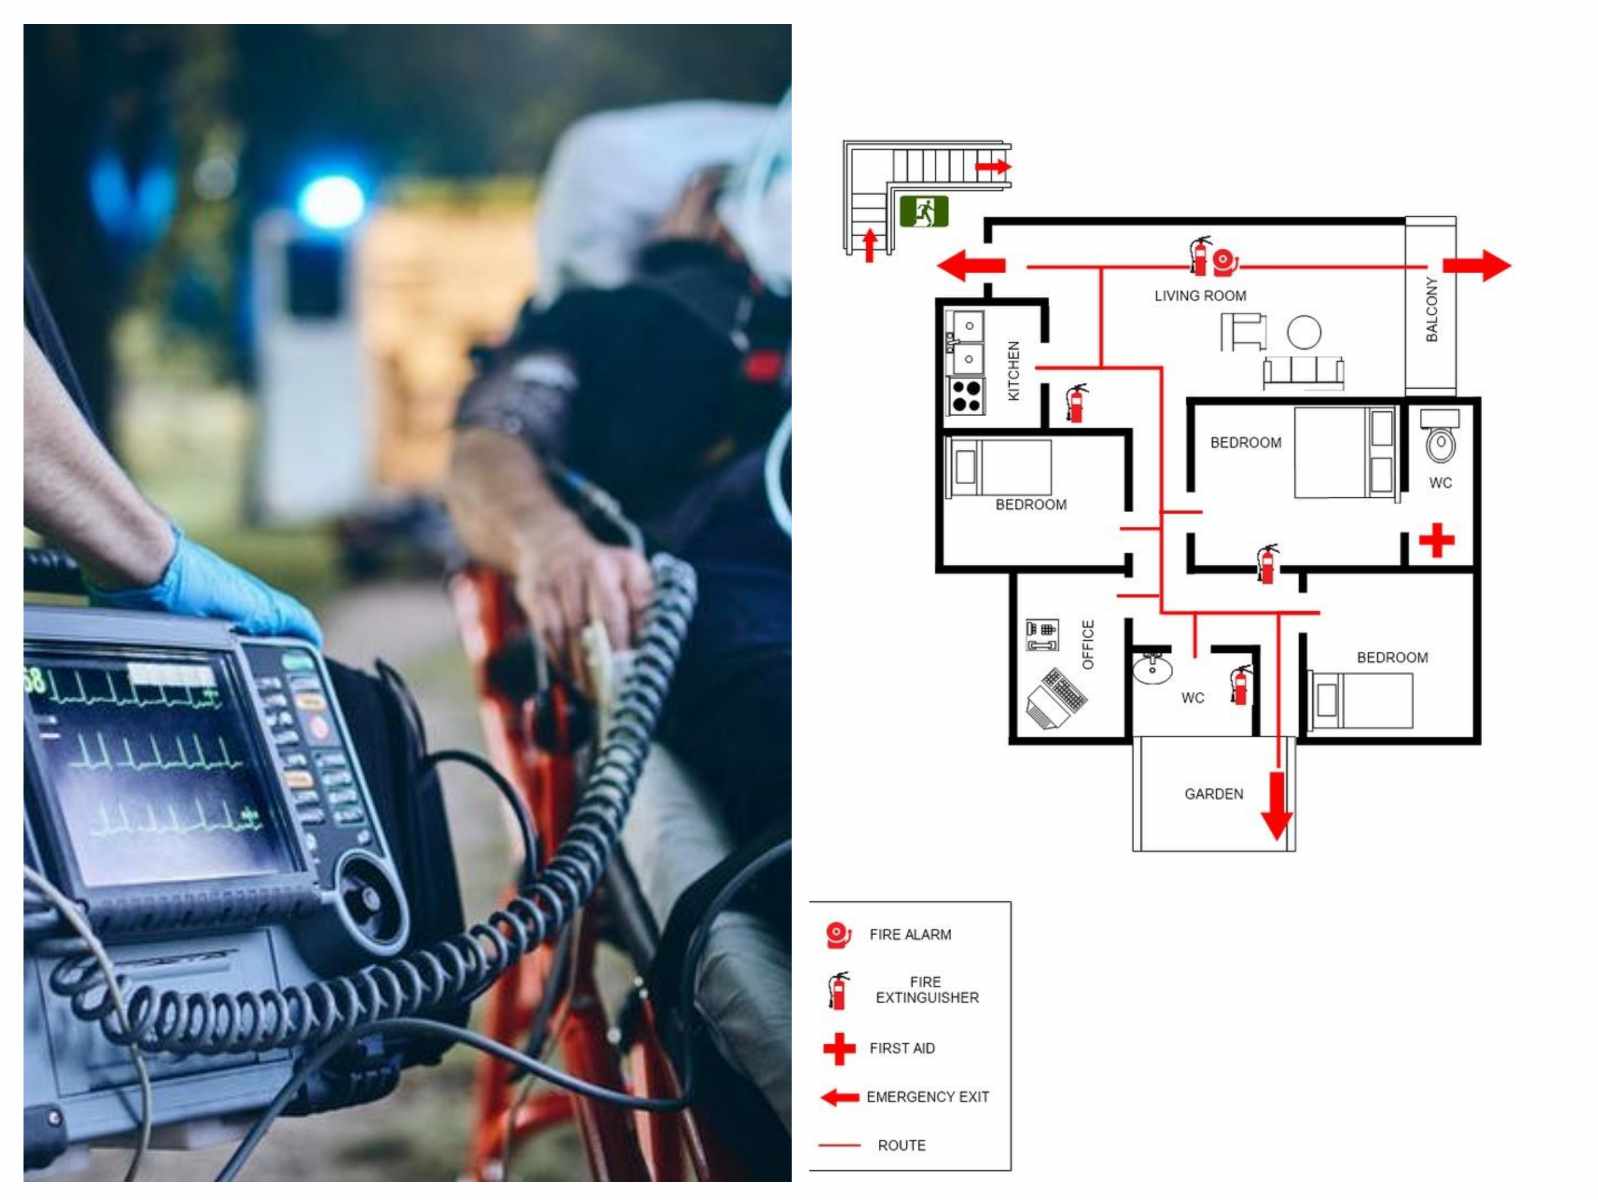 58
LIVING ROOM
BALCONY
KITCHEN
BEDROOM
WC
BEDROOM
OFFICE
BEDROOM
WC
GARDEN
FIRE ALARM
FIRE
EXTINGUISHER
FIRST AID
EMERGENCY EXIT
ROUTE